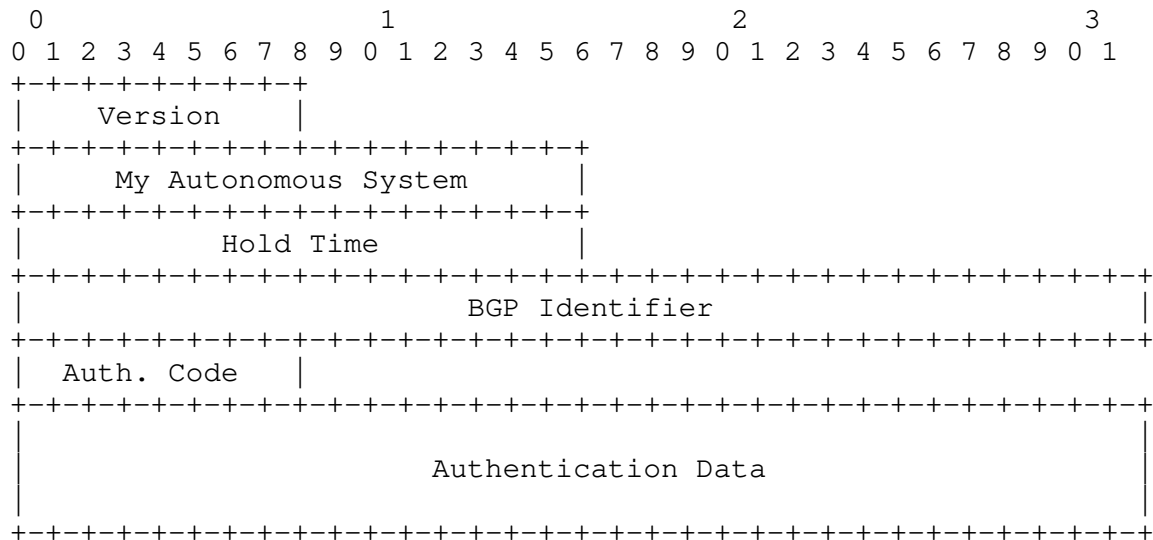 0                   1                   2                   3
0 1 2 3 4 5 6 7 8 9 0 1 2 3 4 5 6 7 8 9 0 1 2 3 4 5 6 7 8 9 0 1
+-+-+-+-+-+-+-+-+
|    Version    |
+-+-+-+-+-+-+-+-+-+-+-+-+-+-+-+-+
|     My Autonomous System      |
+-+-+-+-+-+-+-+-+-+-+-+-+-+-+-+-+
|           Hold Time           |
+-+-+-+-+-+-+-+-+-+-+-+-+-+-+-+-+-+-+-+-+-+-+-+-+-+-+-+-+-+-+-+-+
|                         BGP Identifier                        |
+-+-+-+-+-+-+-+-+-+-+-+-+-+-+-+-+-+-+-+-+-+-+-+-+-+-+-+-+-+-+-+-+
|  Auth. Code   |
+-+-+-+-+-+-+-+-+-+-+-+-+-+-+-+-+-+-+-+-+-+-+-+-+-+-+-+-+-+-+-+-+
|                                                               |
|                       Authentication Data                     |
|                                                               |
+-+-+-+-+-+-+-+-+-+-+-+-+-+-+-+-+-+-+-+-+-+-+-+-+-+-+-+-+-+-+-+-+